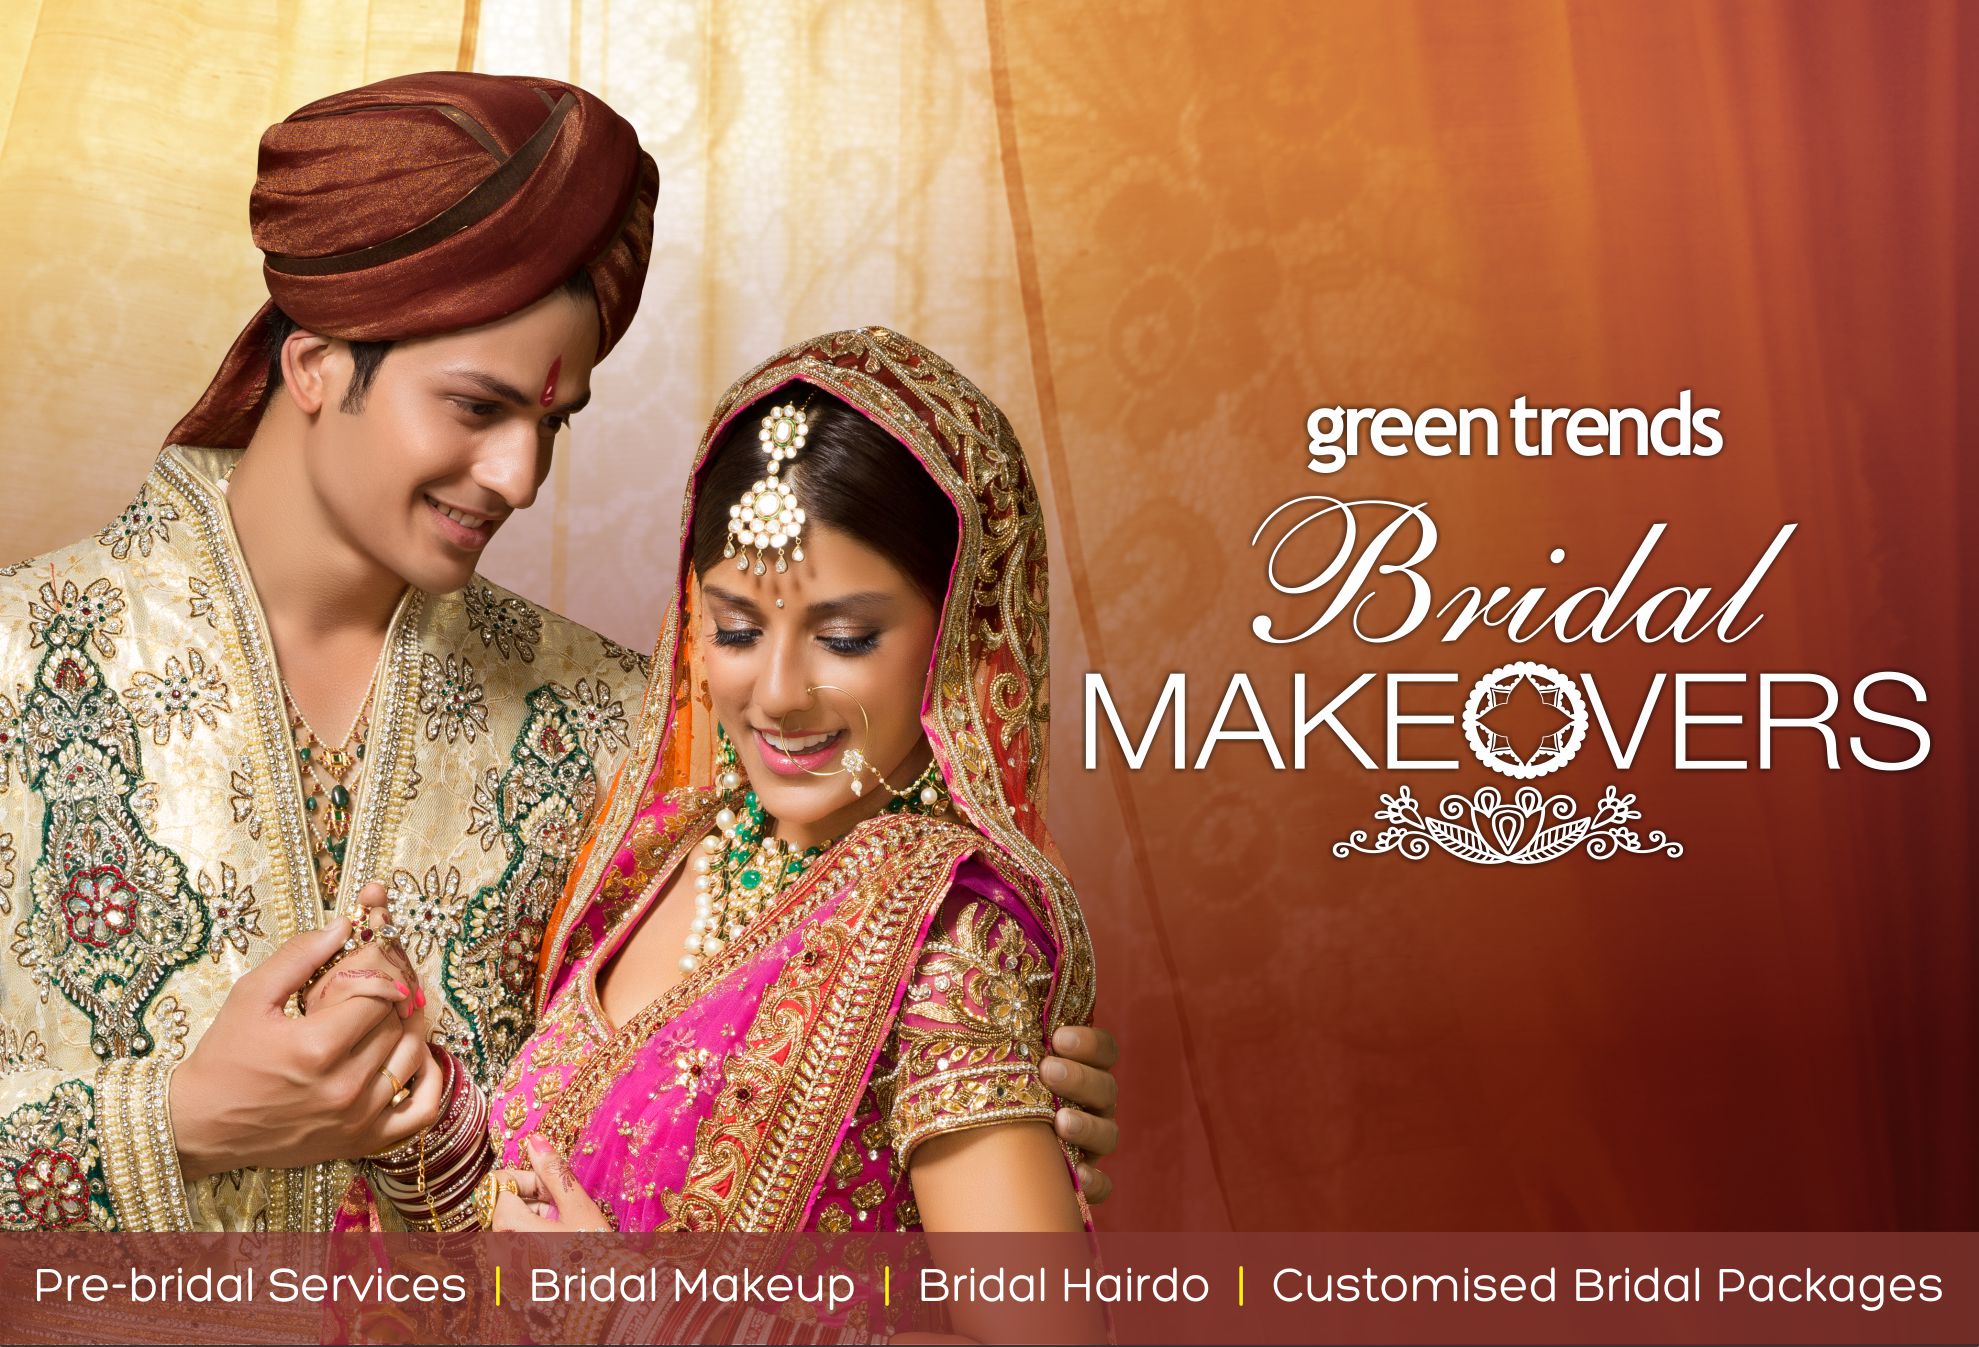 green trends
Bridal
MAKEOVERS
Pre-bridal Services | Bridal Makeup | Bridal Hairdo | Customised Bridal Packages